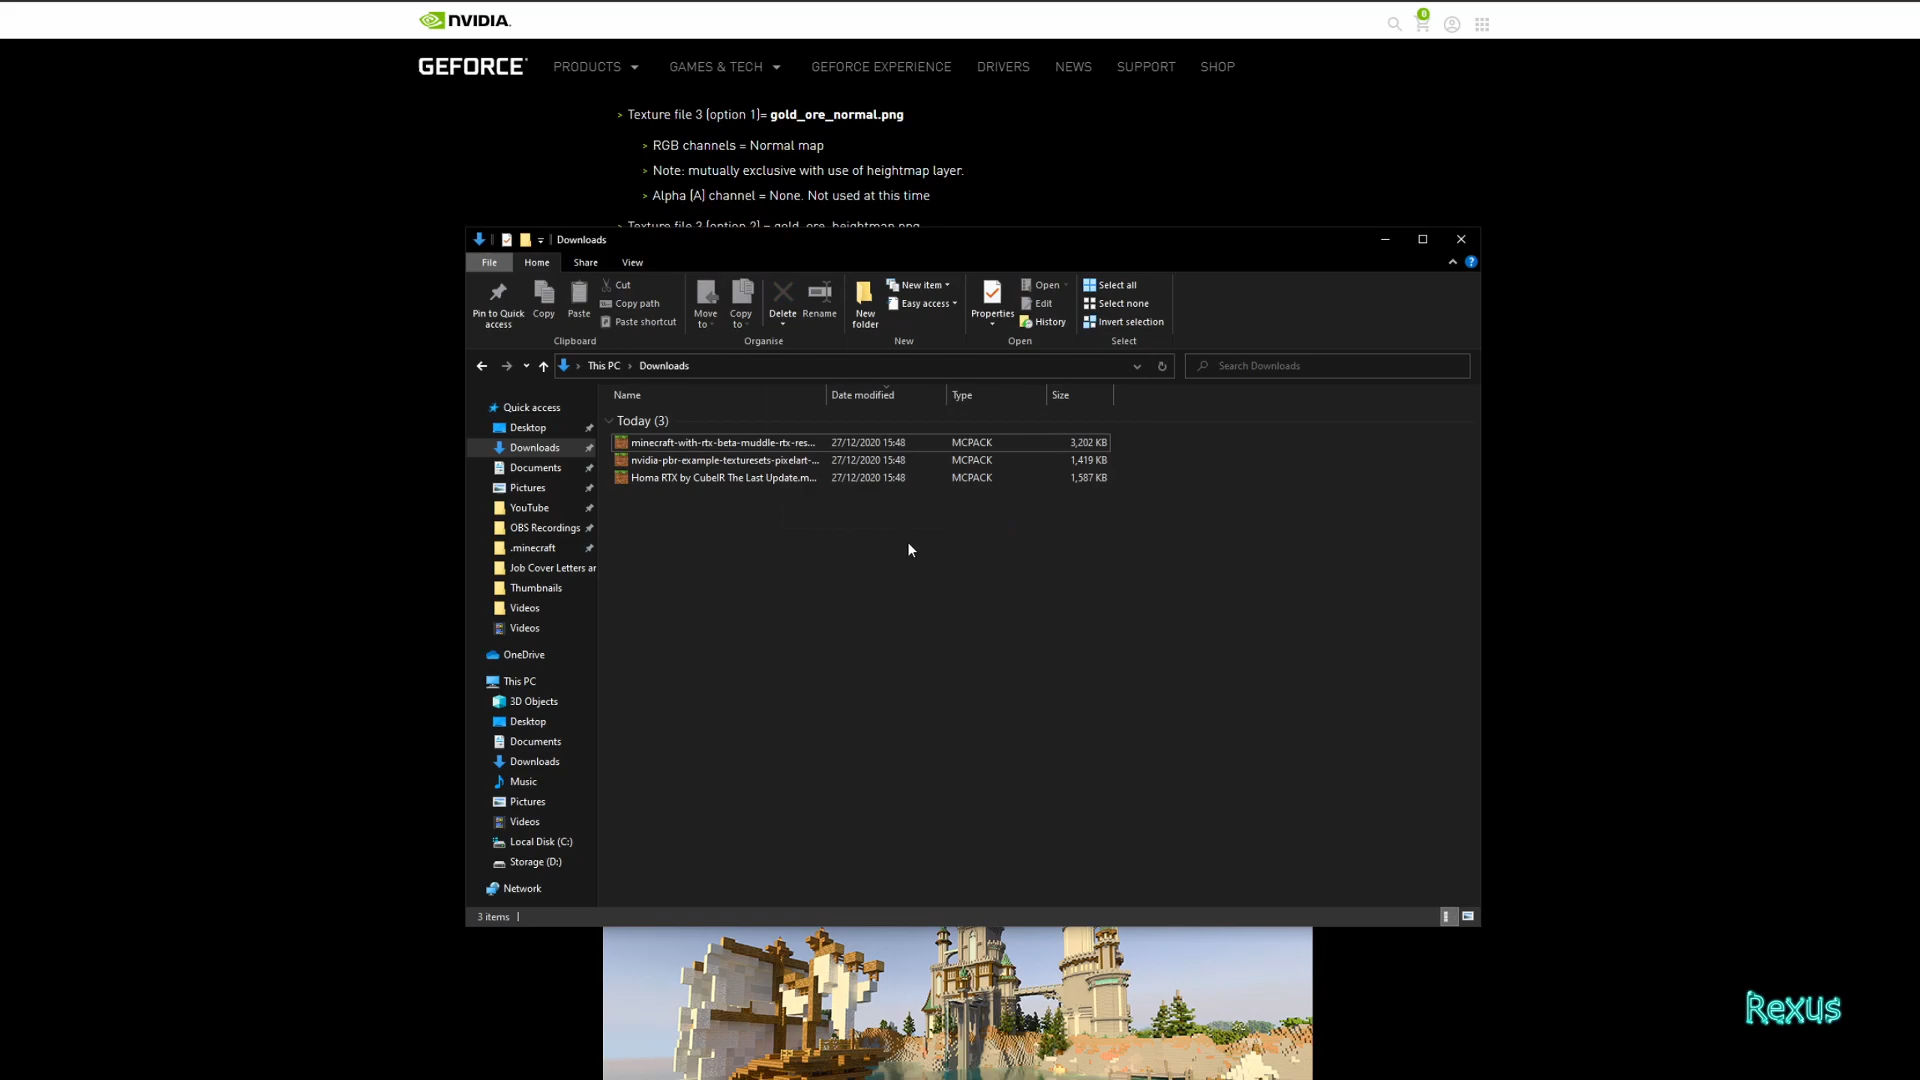 NVIDIA.
0
GEFORCE PRODUCTS GAMES & TECH GEFORCE EXPERIENCE DRIVERS NEWS SUPPORT SHOP
> Texture file 3 (option 1)= gold_ore_normal.png
> RGB channels = Normal map
> Note: mutually exclusive with use of heightmap layer.
> Alpha (A) channel = None. Not used at this time
Texture file 3 (option 2) = gold_ore_heightmap.png
Downloads
File Home Share View
Pin to Quick access
Copy
Paste
Cut
Copy path
Paste shortcut
Clipboard
Move to
Copy to
Delete
Rename
Organise
New folder
New item
Easy access
New
Properties
Open
Edit
History
Open
Select all
Select none
Invert selection
Select
This PC > Downloads
Search Downloads
Name Date modified Type Size
Today (3)
minecraft-with-rtx-beta-muddle-rtx-res... 27/12/2020 15:48 MCPACK 3,202 KB
nvidia-pbr-example-texturesets-pixelart-... 27/12/2020 15:48 MCPACK 1,419 KB
Homa RTX by CubeIR The Last Update.m... 27/12/2020 15:48 MCPACK 1,587 KB
Quick access
Desktop
Downloads
Documents
Pictures
YouTube
OBS Recordings
.minecraft
Job Cover Letters ar
Thumbnails
Videos
Videos
OneDrive
This PC
3D Objects
Desktop
Documents
Downloads
Music
Pictures
Videos
Local Disk (C:)
Storage (D:)
Network
3 items
Rexus